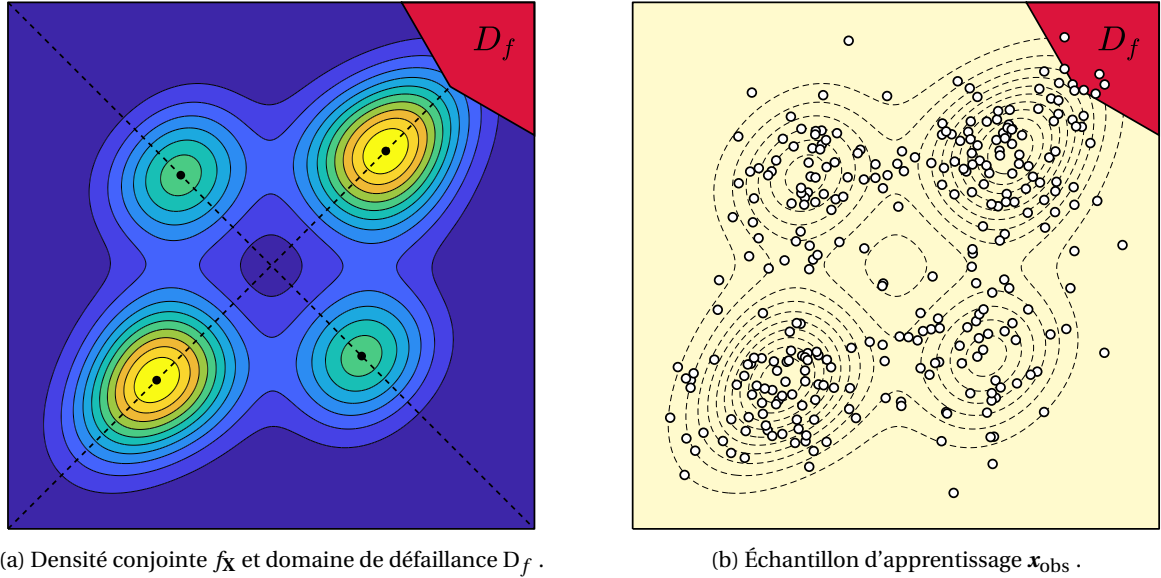 D_f
D_f
(a) Densité conjointe f_X et domaine de défaillance D_f .
(b) Échantillon d'apprentissage x_obs .